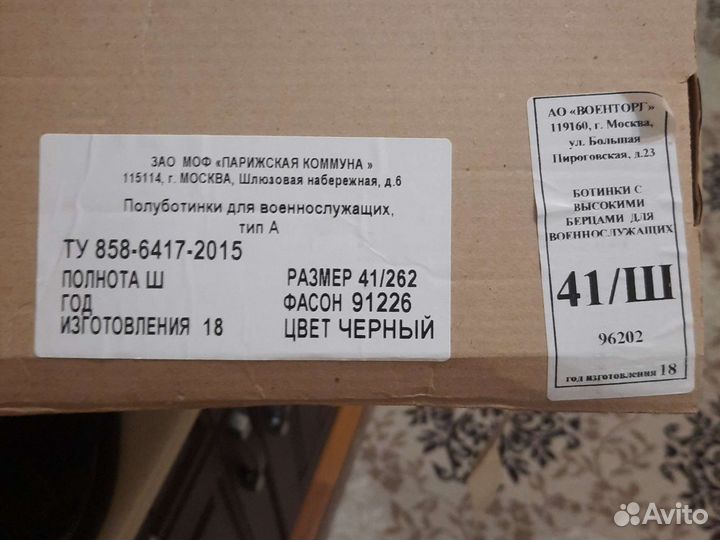 ЗАО МОФ «ПАРИЖСКАЯ КОММУНА »
115114, г. МОСКВА, Шлюзовая набережная, д.6
Полуботинки для военнослужащих,
тип А
ТУ 858-6417-2015
ПОЛНОТА Ш
РАЗМЕР 41/262
ГОД
ФАСОН 91226
ИЗГОТОВЛЕНИЯ 18
ЦВЕТ ЧЕРНЫЙ
АО «ВОЕНТОРГ»
119160, г. Москва,
ул. Большая
Пироговская, д.23
БОТИНКИ С
ВЫСОКИМИ
БЕРЦАМИ ДЛЯ
ВОЕННОСЛУЖАЩИХ
41/Ш
96202
год изготовления 18
Avito